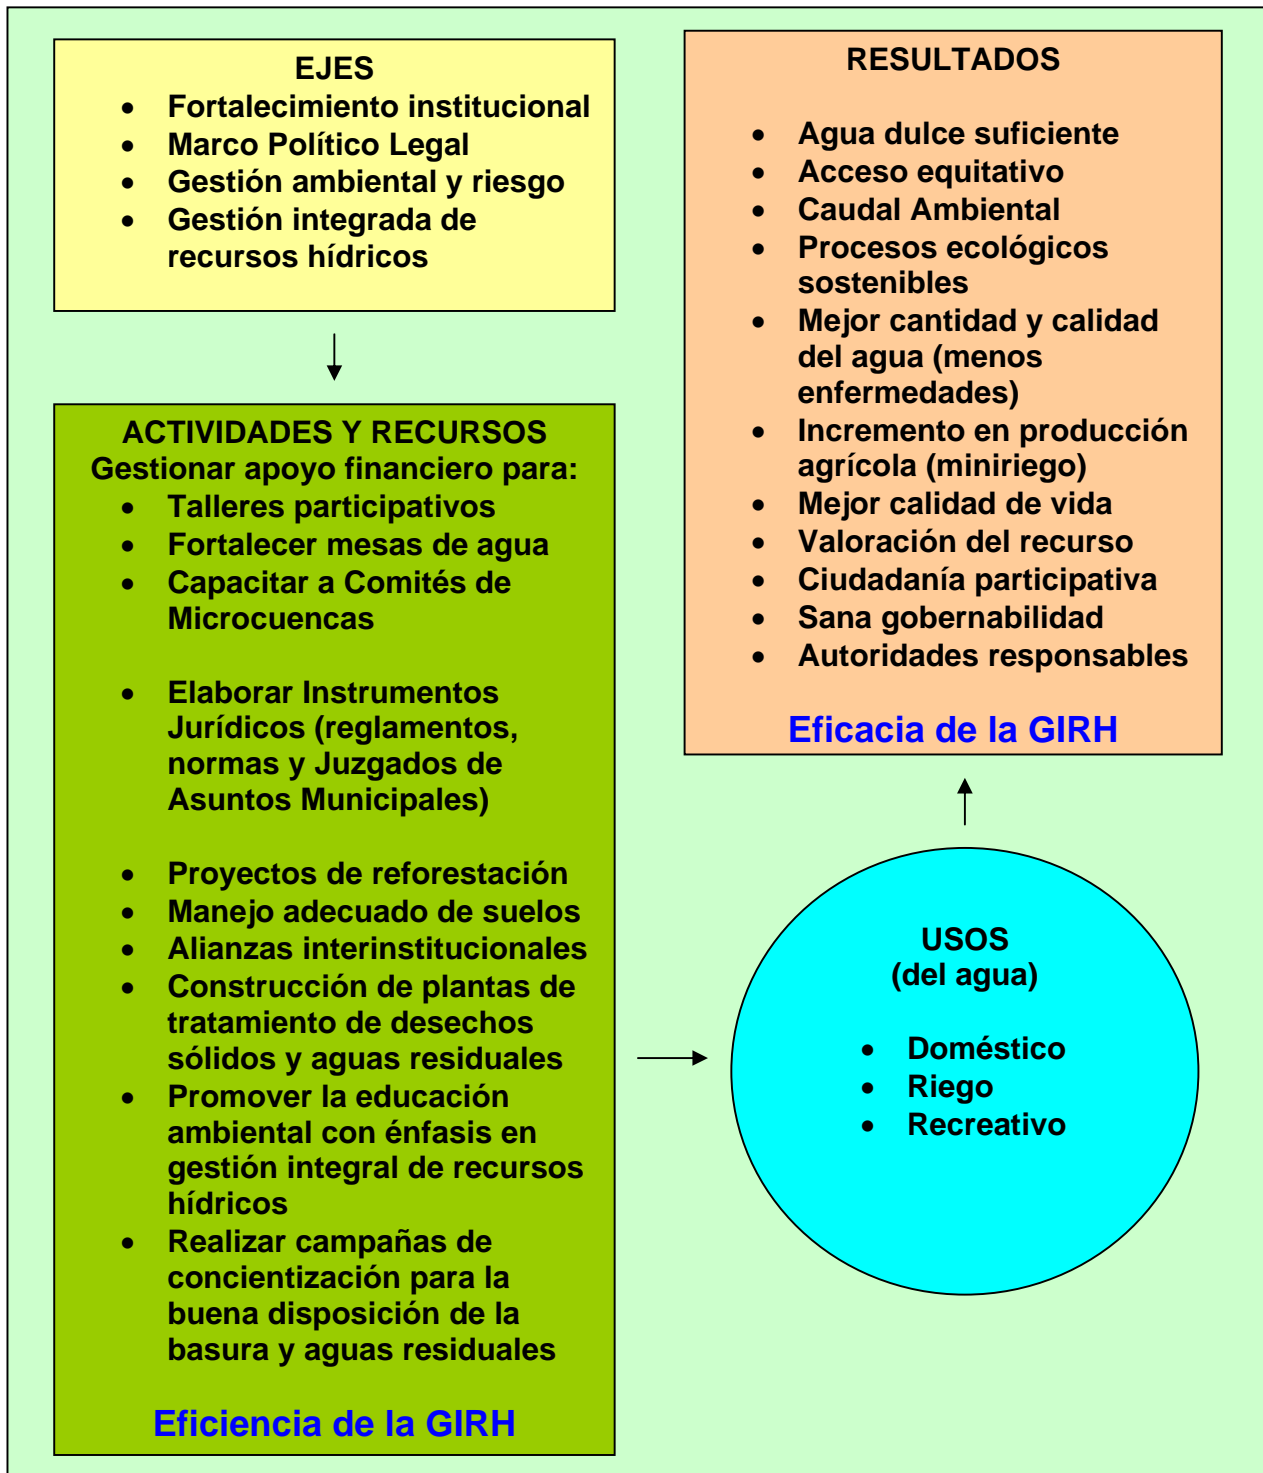 EJES
• Fortalecimiento institucional
• Marco Político Legal
• Gestión ambiental y riesgo
• Gestión integrada de
recursos hídricos
ACTIVIDADES Y RECURSOS
Gestionar apoyo financiero para:
• Talleres participativos
• Fortalecer mesas de agua
• Capacitar a Comités de
Microcuencas
• Elaborar Instrumentos
Jurídicos (reglamentos,
normas y Juzgados de
Asuntos Municipales)
• Proyectos de reforestación
• Manejo adecuado de suelos
• Alianzas interinstitucionales
• Construcción de plantas de
tratamiento de desechos
sólidos y aguas residuales
• Promover la educación
ambiental con énfasis en
gestión integral de recursos
hídricos
• Realizar campañas de
concientización para la
buena disposición de la
basura y aguas residuales
Eficiencia de la GIRH
USOS
(del agua)
• Doméstico
• Riego
• Recreativo
RESULTADOS
• Agua dulce suficiente
• Acceso equitativo
• Caudal Ambiental
• Procesos ecológicos
sostenibles
• Mejor cantidad y calidad
del agua (menos
enfermedades)
• Incremento en producción
agrícola (miniriego)
• Mejor calidad de vida
• Valoración del recurso
• Ciudadanía participativa
• Sana gobernabilidad
• Autoridades responsables
Eficacia de la GIRH